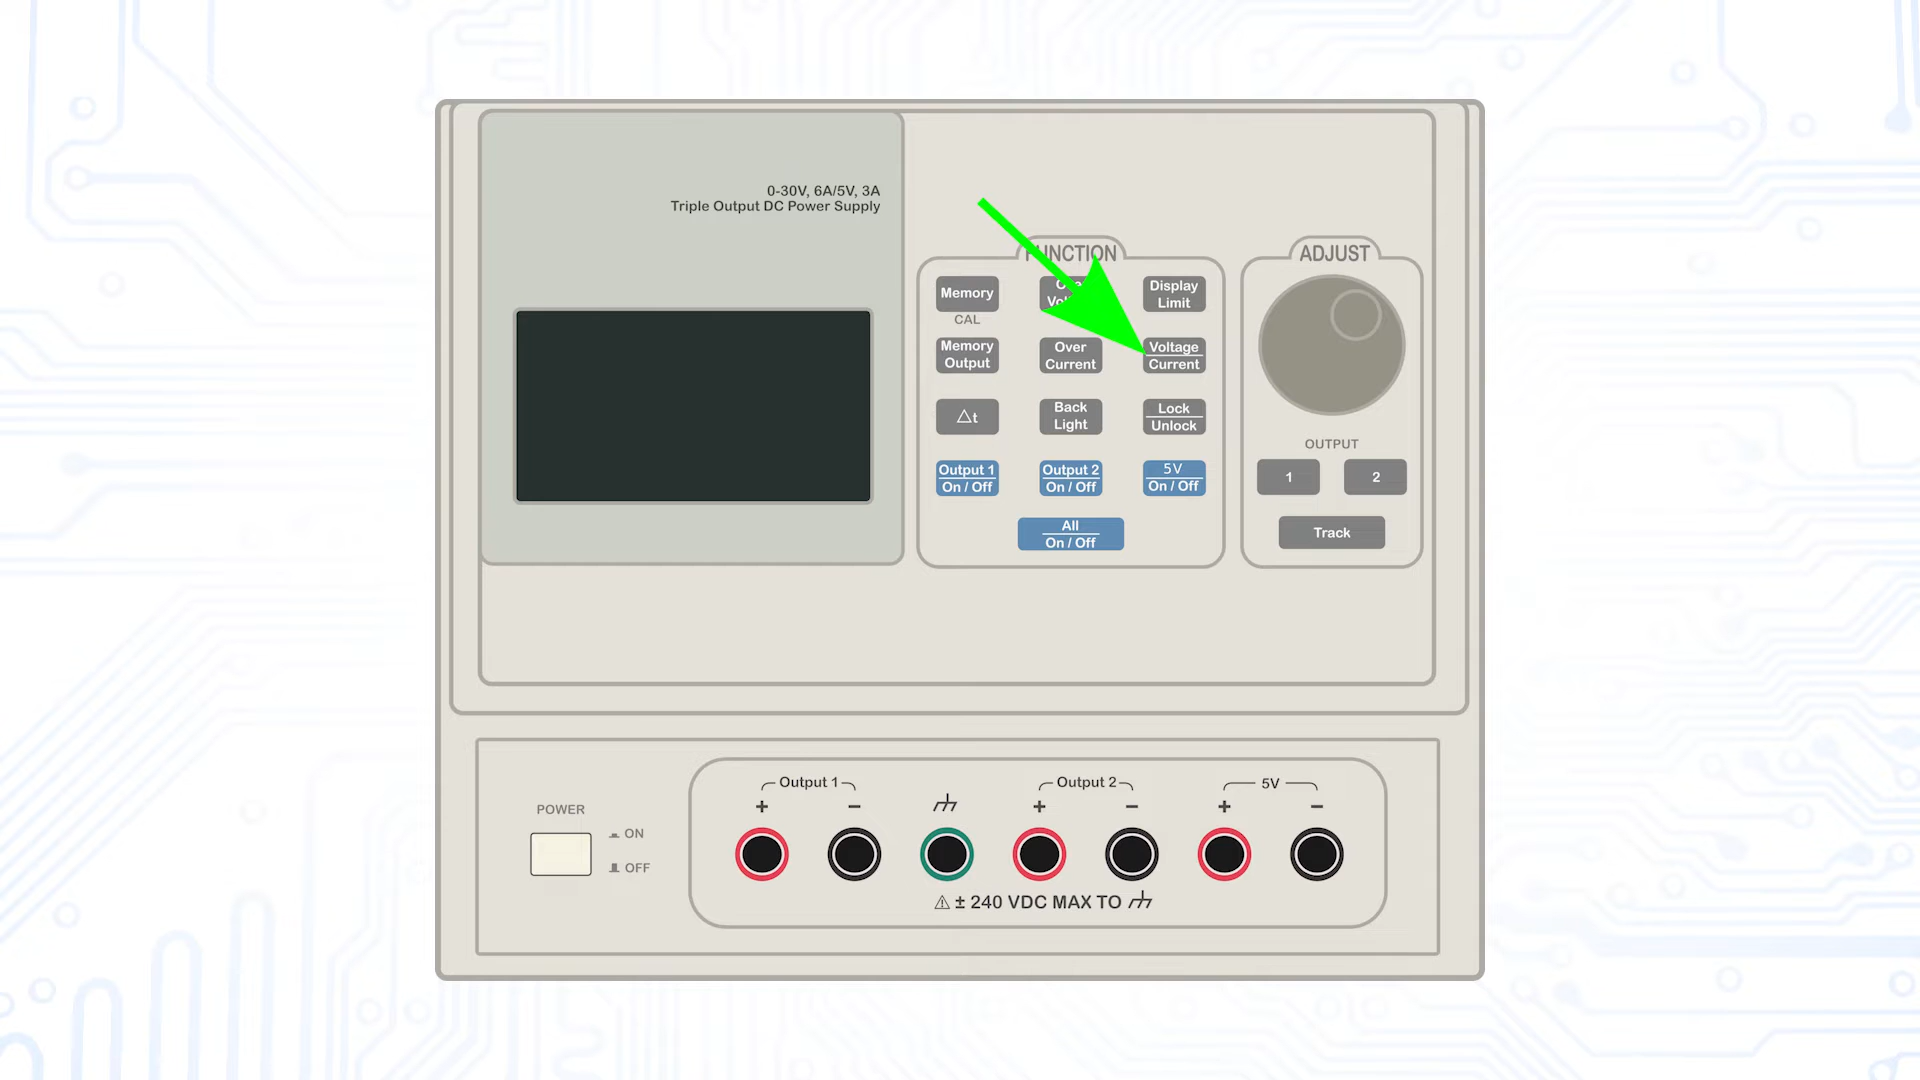 0-30V, 6A/5V, 3A
Triple Output DC Power Supply
FUNCTION
ADJUST
Memory
Display
Limit
CAL
Memory
Output
Over
Current
Voltage
Current
△t
Back
Light
Lock
Unlock
OUTPUT
Output 1
On / Off
Output 2
On / Off
5V
On / Off
1
2
All
On / Off
Track
Output 1
Output 2
5V
+ − + − + −
POWER
ON
OFF
⚠ ± 240 VDC MAX TO